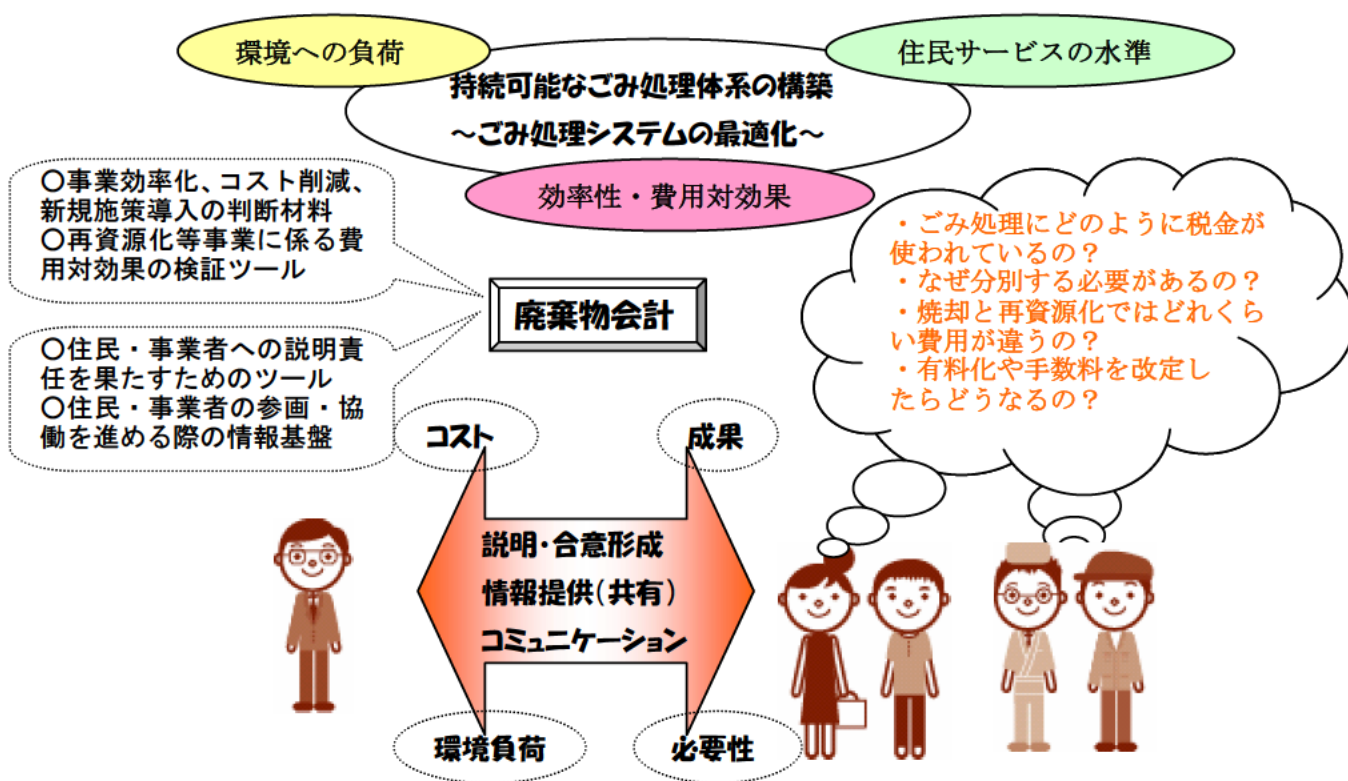 環境への負荷
住民サービスの水準
持続可能なごみ処理体系の構築
～ごみ処理システムの最適化～
効率性・費用対効果
○事業効率化、コスト削減、
新規施策導入の判断材料
○再資源化等事業に係る費
用対効果の検証ツール
○住民・事業者への説明責
任を果たすためのツール
○住民・事業者の参画・協
働を進める際の情報基盤
廃棄物会計
・ごみ処理にどのように税金が
使われているの？
・なぜ分別する必要があるの？
・焼却と再資源化ではどれくら
い費用が違うの？
・有料化や手数料を改定し
たらどうなるの？
コスト
成果
説明・合意形成
情報提供（共有）
コミュニケーション
環境負荷
必要性